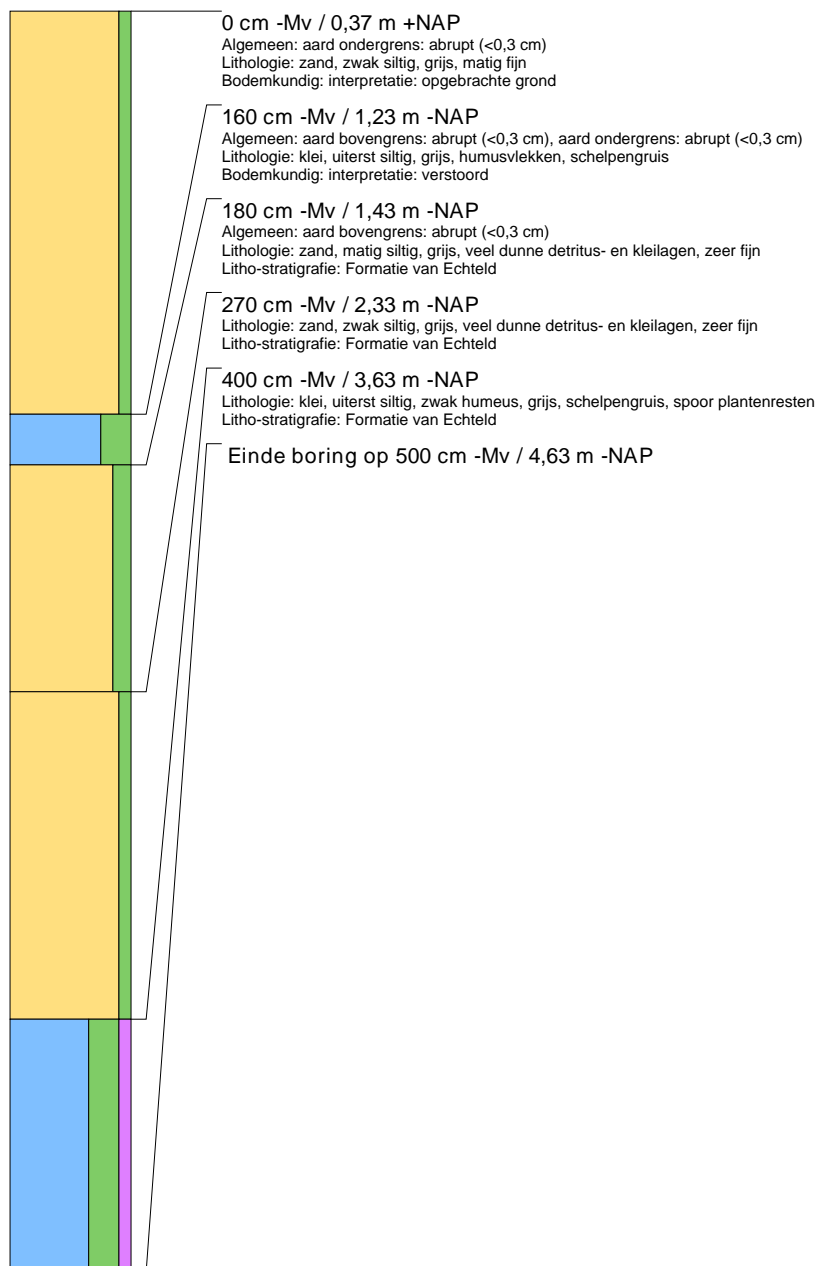 0 cm -Mv / 0,37 m +NAP
Algemeen: aard ondergrens: abrupt (<0,3 cm)
Lithologie: zand, zwak siltig, grijs, matig fijn
Bodemkundig: interpretatie: opgebrachte grond
160 cm -Mv / 1,23 m -NAP
Algemeen: aard bovengrens: abrupt (<0,3 cm), aard ondergrens: abrupt (<0,3 cm)
Lithologie: klei, uiterst siltig, grijs, humusvlekken, schelpengruis
Bodemkundig: interpretatie: verstoord
180 cm -Mv / 1,43 m -NAP
Algemeen: aard bovengrens: abrupt (<0,3 cm)
Lithologie: zand, matig siltig, grijs, veel dunne detritus- en kleilagen, zeer fijn
Litho-stratigrafie: Formatie van Echteld
270 cm -Mv / 2,33 m -NAP
Lithologie: zand, zwak siltig, grijs, veel dunne detritus- en kleilagen, zeer fijn
Litho-stratigrafie: Formatie van Echteld
400 cm -Mv / 3,63 m -NAP
Lithologie: klei, uiterst siltig, zwak humeus, grijs, schelpengruis, spoor plantenresten
Litho-stratigrafie: Formatie van Echteld
Einde boring op 500 cm -Mv / 4,63 m -NAP